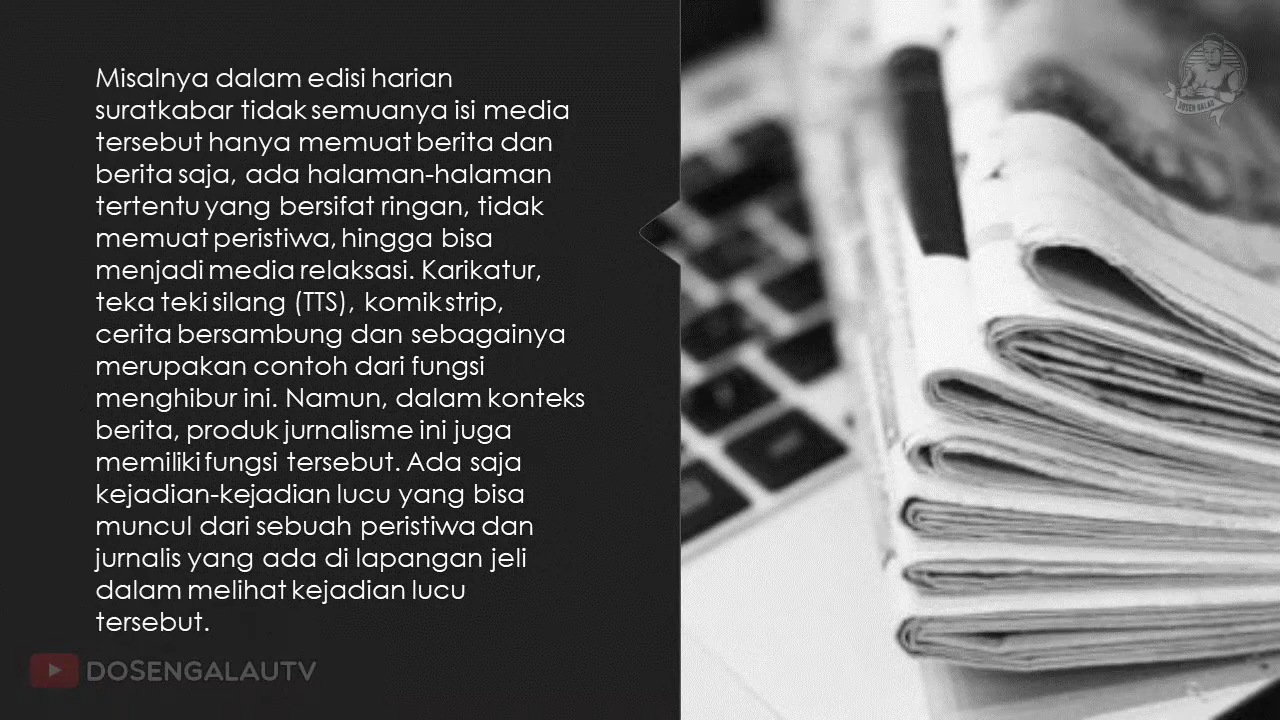 Misalnya dalam edisi harian
suratkabar tidak semuanya isi media
tersebut hanya memuat berita dan
berita saja, ada halaman-halaman
tertentu yang bersifat ringan, tidak
memuat peristiwa, hingga bisa
menjadi media relaksasi. Karikatur,
teka teki silang (TTS), komik strip,
cerita bersambung dan sebagainya
merupakan contoh dari fungsi
menghibur ini. Namun, dalam konteks
berita, produk jurnalisme ini juga
memiliki fungsi tersebut. Ada saja
kejadian-kejadian lucu yang bisa
muncul dari sebuah peristiwa dan
jurnalis yang ada di lapangan jeli
dalam melihat kejadian lucu
tersebut.
DOSENGALAUTV
DOSEN GALAU